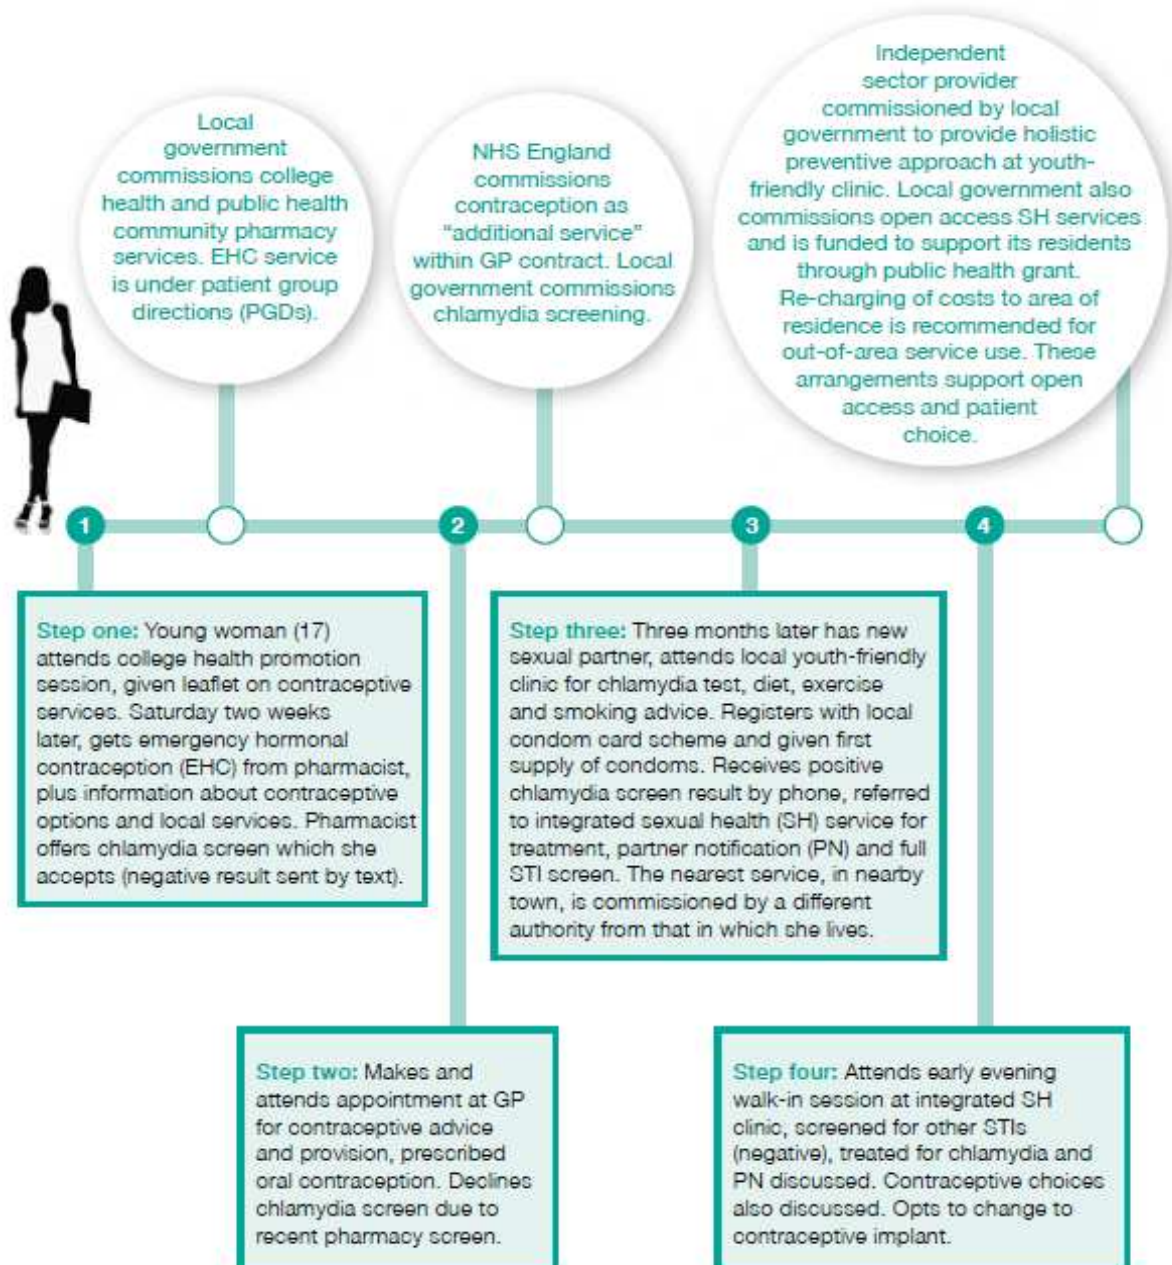 Local
government
commissions college
health and public health
community pharmacy
services. EHC service
is under patient group
directions (PGDs).
NHS England
commissions
contraception as
"additional service"
within GP contract. Local
government commissions
chlamydia screening.
Independent
sector provider
commissioned by local
government to provide holistic
preventive approach at youth-
friendly clinic. Local government also
commissions open access SH services
and is funded to support its residents
through public health grant.
Re-charging of costs to area of
residence is recommended for
out-of-area service use. These
arrangements support open
access and patient
choice.
1
2
3
4
Step one: Young woman (17)
attends college health promotion
session, given leaflet on contraceptive
services. Saturday two weeks
later, gets emergency hormonal
contraception (EHC) from pharmacist,
plus information about contraceptive
options and local services. Pharmacist
offers chlamydia screen which she
accepts (negative result sent by text).
Step three: Three months later has new
sexual partner, attends local youth-friendly
clinic for chlamydia test, diet, exercise
and smoking advice. Registers with local
condom card scheme and given first
supply of condoms. Receives positive
chlamydia screen result by phone, referred
to integrated sexual health (SH) service for
treatment, partner notification (PN) and full
STI screen. The nearest service, in nearby
town, is commissioned by a different
authority from that in which she lives.
Step two: Makes and
attends appointment at GP
for contraceptive advice
and provision, prescribed
oral contraception. Declines
chlamydia screen due to
recent pharmacy screen.
Step four: Attends early evening
walk-in session at integrated SH
clinic, screened for other STIs
(negative), treated for chlamydia and
PN discussed. Contraceptive choices
also discussed. Opts to change to
contraceptive implant.